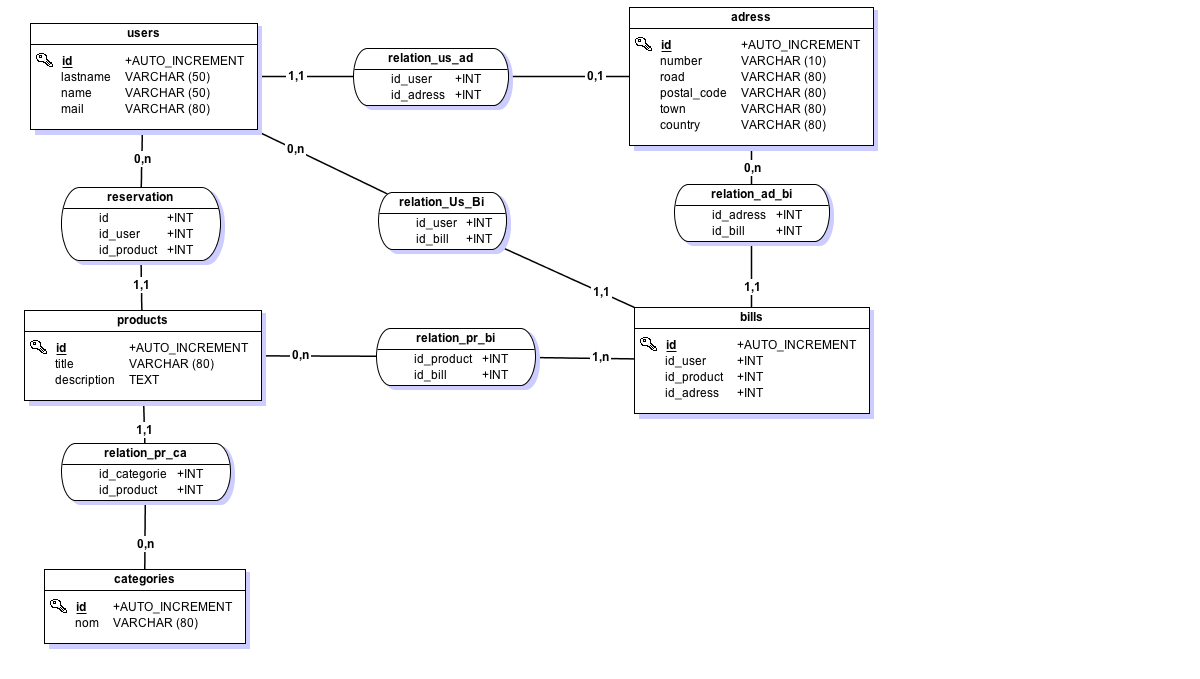 users
id +AUTO_INCREMENT
lastname VARCHAR (50)
name VARCHAR (50)
mail VARCHAR (80)
1,1
relation_us_ad
id_user +INT
id_adress +INT
0,1
adress
id +AUTO_INCREMENT
number VARCHAR (10)
road VARCHAR (80)
postal_code VARCHAR (80)
town VARCHAR (80)
country VARCHAR (80)
0,n
0,n
0,n
reservation
id +INT
id_user +INT
id_product +INT
relation_Us_Bi
id_user +INT
id_bill +INT
relation_ad_bi
id_adress +INT
id_bill +INT
1,1
1,1
1,1
products
id +AUTO_INCREMENT
title VARCHAR (80)
description TEXT
0,n
relation_pr_bi
id_product +INT
id_bill +INT
1,n
bills
id +AUTO_INCREMENT
id_user +INT
id_product +INT
id_adress +INT
1,1
relation_pr_ca
id_categorie +INT
id_product +INT
0,n
categories
id +AUTO_INCREMENT
nom VARCHAR (80)